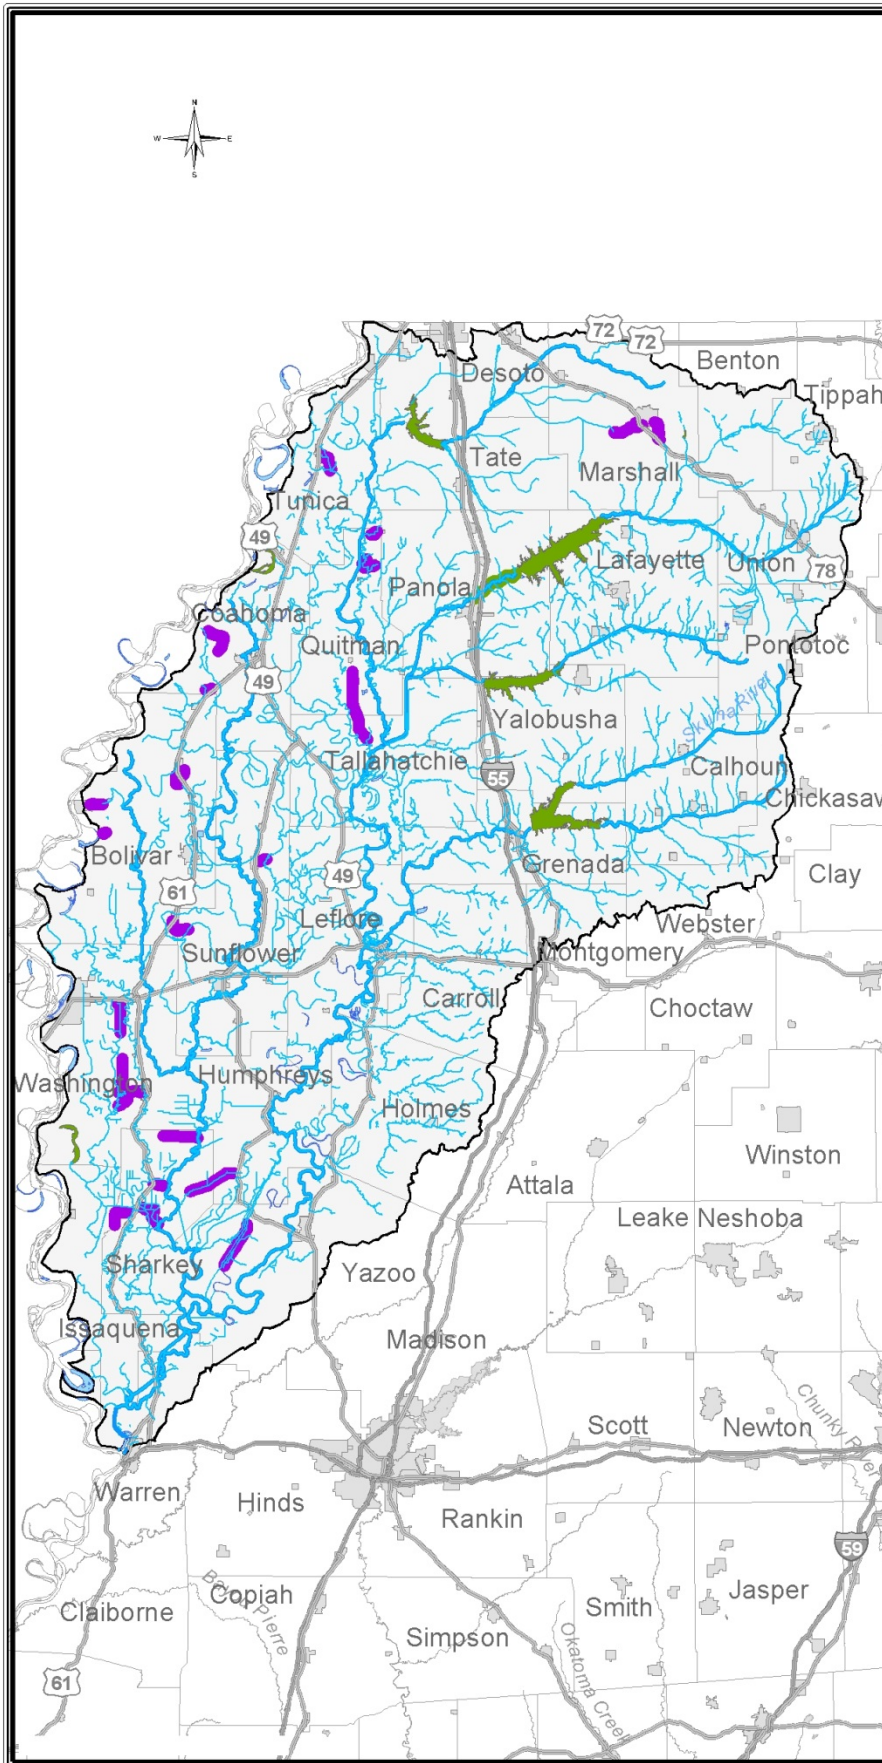 N
W E
S
72
72
Benton
Desoto
Tippah
Tate
Marshall
Tunica
49
Lafayette
Union
78
Panola
Coahoma
Quitman
Pontotoc
49
Skuna River
Yalobusha
Tallahatchie
55
Calhoun
Chickasaw
Bolivar
Grenada
Clay
49
61
Leflore
Webster
Sunflower
Montgomery
Carroll
Choctaw
Washington
Humphreys
Holmes
Winston
Attala
Leake
Neshoba
Sharkey
Yazoo
Issaquena
Madison
Chunky River
Scott
Newton
Warren
Hinds
Rankin
59
Bayou Pierre
Copiah
Jasper
Claiborne
Smith
Simpson
Okatoma Creek
61